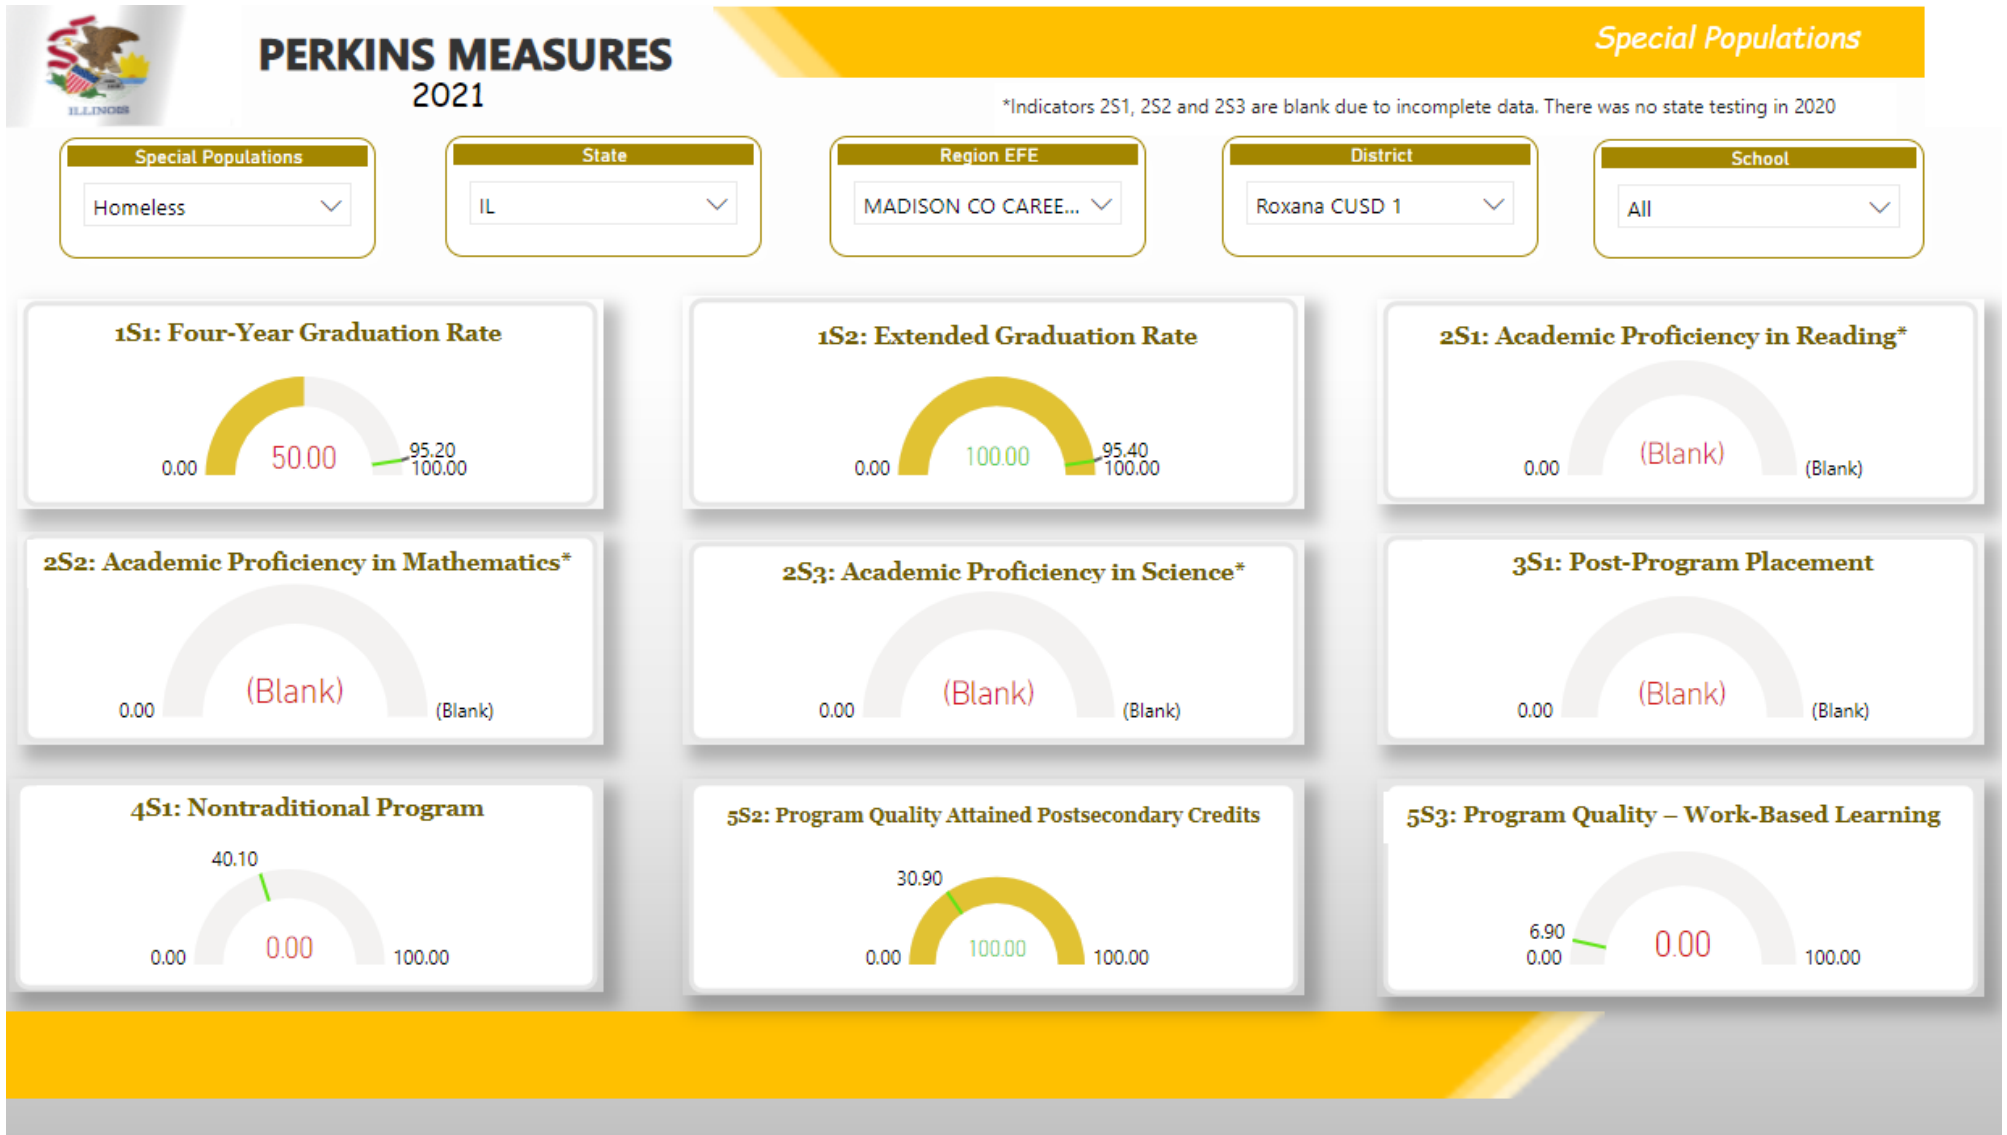 ILLINOIS
PERKINS MEASURES
2021
Special Populations
*Indicators 2S1, 2S2 and 2S3 are blank due to incomplete data. There was no state testing in 2020
Special Populations
Homeless
State
IL
Region EFE
MADISON CO CAREE...
District
Roxana CUSD 1
School
All
1S1: Four-Year Graduation Rate
0.00
50.00
95.20
100.00
1S2: Extended Graduation Rate
0.00
100.00
95.40
100.00
2S1: Academic Proficiency in Reading*
0.00
(Blank)
(Blank)
2S2: Academic Proficiency in Mathematics*
0.00
(Blank)
(Blank)
2S3: Academic Proficiency in Science*
0.00
(Blank)
(Blank)
3S1: Post-Program Placement
0.00
(Blank)
(Blank)
4S1: Nontraditional Program
40.10
0.00
0.00
100.00
5S2: Program Quality Attained Postsecondary Credits
30.90
0.00
100.00
100.00
5S3: Program Quality – Work-Based Learning
6.90
0.00
0.00
100.00